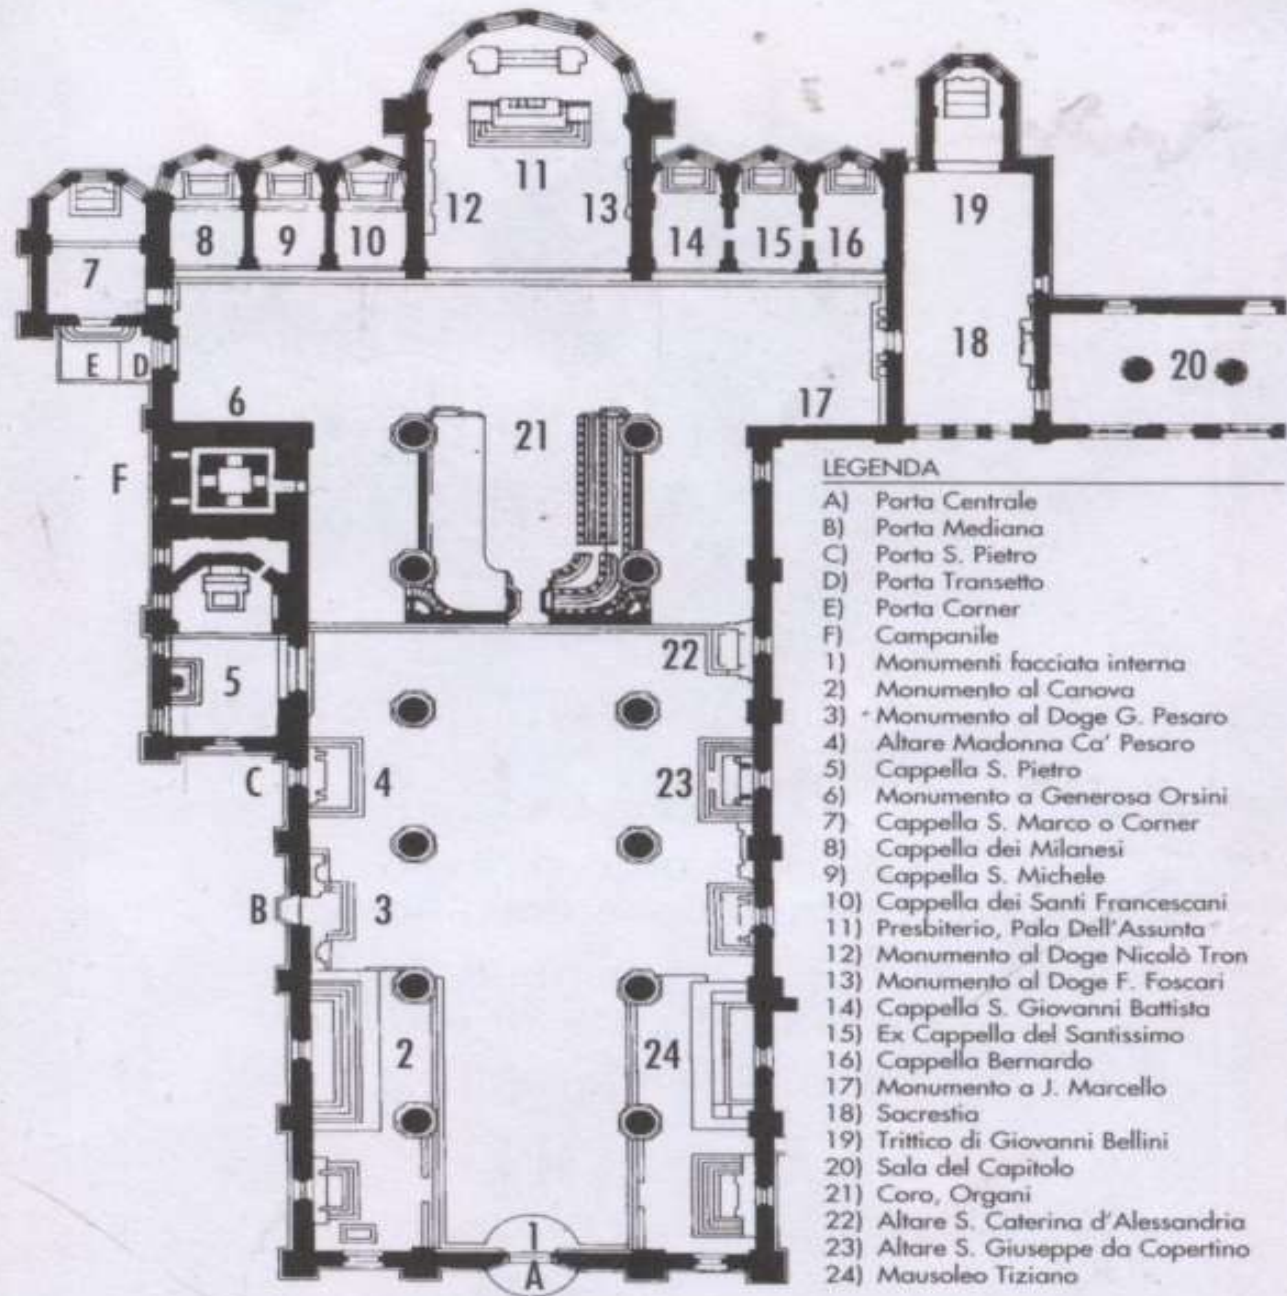 11
12
13
19
8
9
10
14
15
16
7
18
E
D
20
6
17
21
F
22
5
C
4
23
B
3
2
24
1
A
LEGENDA
A) Porta Centrale
B) Porta Mediana
C) Porta S. Pietro
D) Porta Transetto
E) Porta Corner
F) Campanile
1) Monumenti facciata interna
2) Monumento al Canova
3) Monumento al Doge G. Pesaro
4) Altare Madonna Ca' Pesaro
5) Cappella S. Pietro
6) Monumento a Generosa Orsini
7) Cappella S. Marco o Corner
8) Cappella dei Milanesi
9) Cappella S. Michele
10) Cappella dei Santi Francescani
11) Presbiterio, Pala Dell'Assunta
12) Monumento al Doge Nicolò Tron
13) Monumento al Doge F. Foscari
14) Cappella S. Giovanni Battista
15) Ex Cappella del Santissimo
16) Cappella Bernardo
17) Monumento a J. Marcello
18) Sacrestia
19) Trittico di Giovanni Bellini
20) Sala del Capitolo
21) Coro, Organi
22) Altare S. Caterina d'Alessandria
23) Altare S. Giuseppe da Copertino
24) Mausoleo Tiziano